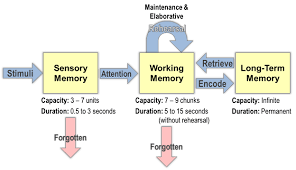 Maintenance &
Elaborative
Rehearsal
Stimuli
Sensory
Memory
Attention
Working
Memory
Retrieve
Encode
Long-Term
Memory
Capacity: 3 – 7 units
Duration: 0.5 to 3 seconds
Capacity: 7 – 9 chunks
Duration: 5 to 15 seconds
(without rehearsal)
Capacity: Infinite
Duration: Permanent
Forgotten
Forgotten